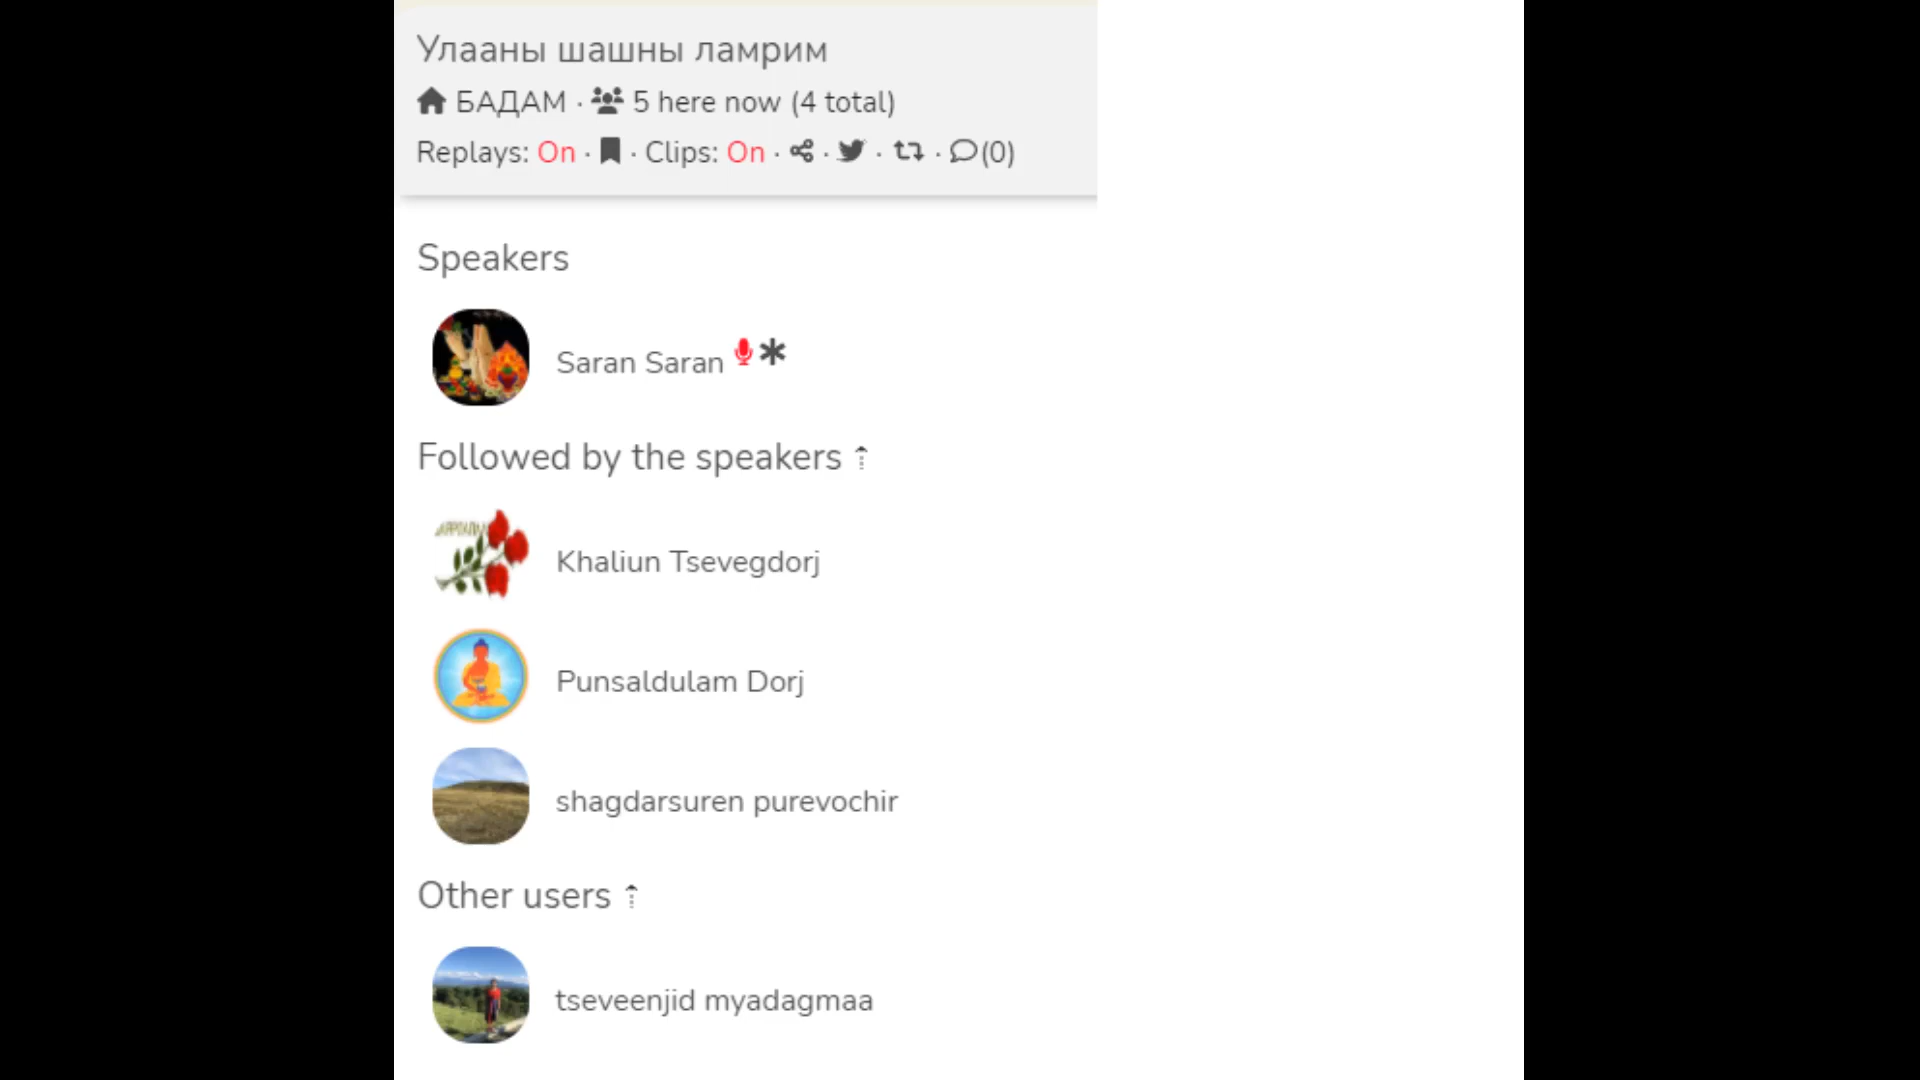 Улааны шашны ламрим
БАДАМ · 5 here now (4 total)
Replays: On · · Clips: On · · · · (0)
Speakers
Saran Saran
Followed by the speakers
Khaliun Tsevegdorj
Punsaldulam Dorj
shagdarsuren purevochir
Other users
tseveenjid myadagmaa